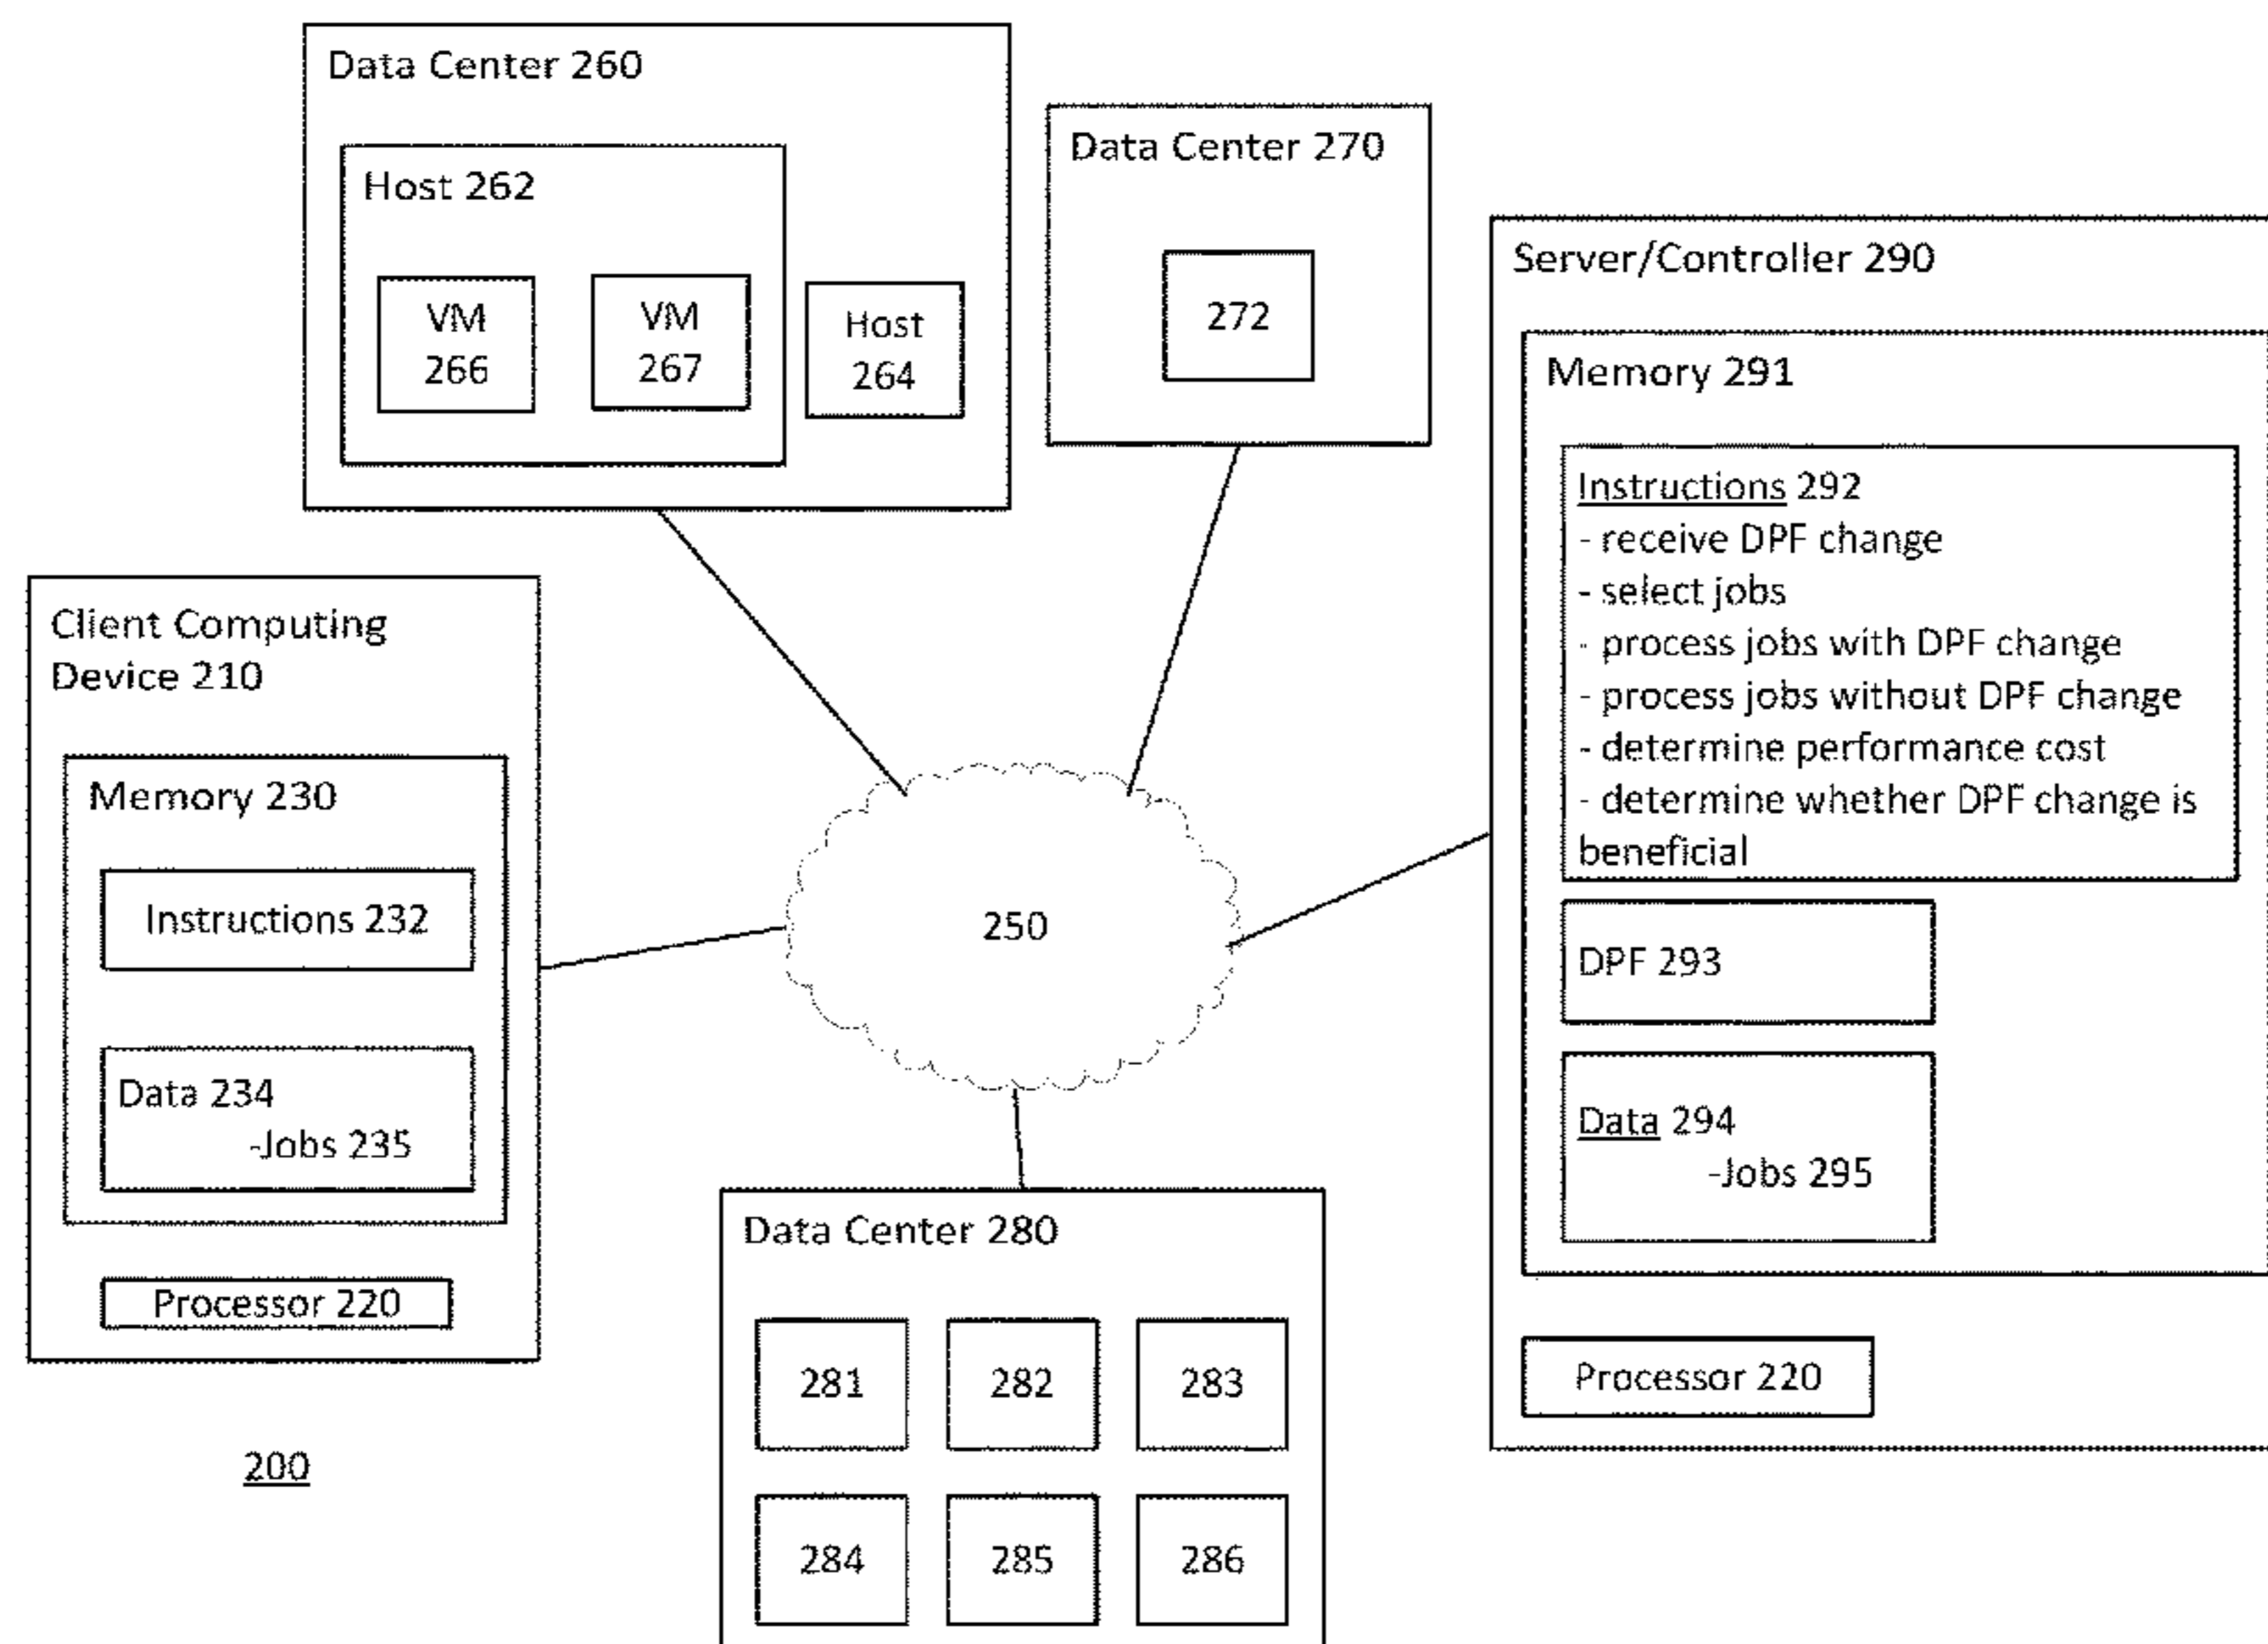 Data Center 260
Host 262
VM
266
VM
267
Host
264
Data Center 270
272
Server/Controller 290
Memory 291
Instructions 292
- receive DPF change
- select jobs
- process jobs with DPF change
- process jobs without DPF change
- determine performance cost
- determine whether DPF change is
beneficial
DPF 293
Data 294
-Jobs 295
Processor 220
Client Computing
Device 210
Memory 230
Instructions 232
Data 234
-Jobs 235
Processor 220
250
Data Center 280
281
282
283
284
285
286
200